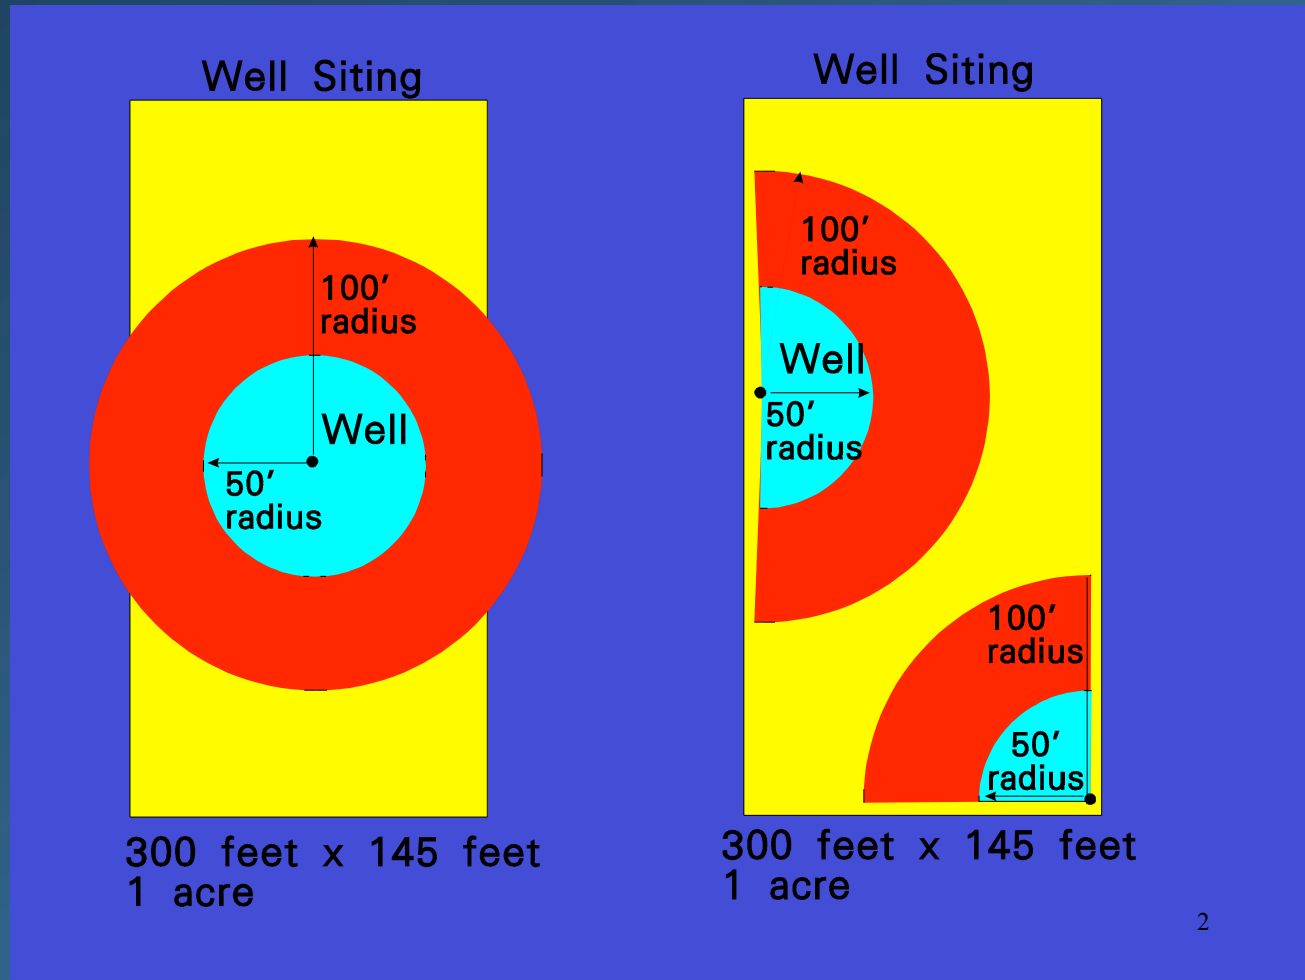 Well Siting
100’
radius
Well
50’
radius
300 feet x 145 feet
1 acre
Well Siting
100’
radius
Well
50’
radius
100’
radius
50’
radius
300 feet x 145 feet
1 acre
2